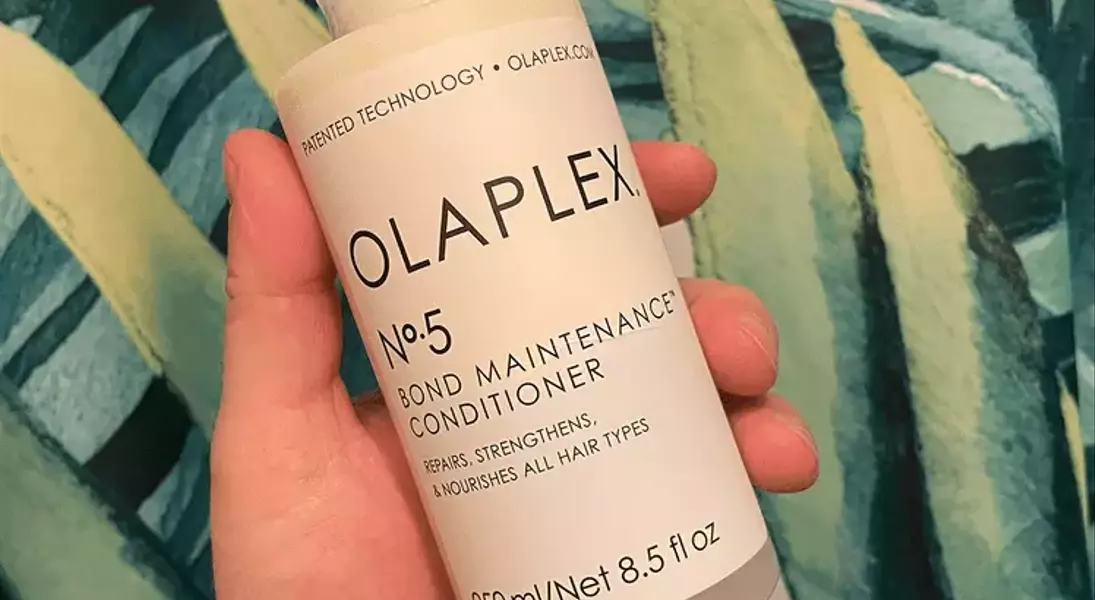 PATENTED TECHNOLOGY • OLAPLEX.COM
OLAPLEX.
Nº.5
BOND MAINTENANCE™
CONDITIONER
REPAIRS, STRENGTHENS,
& NOURISHES ALL HAIR TYPES
250 ml/Net 8.5 fl oz